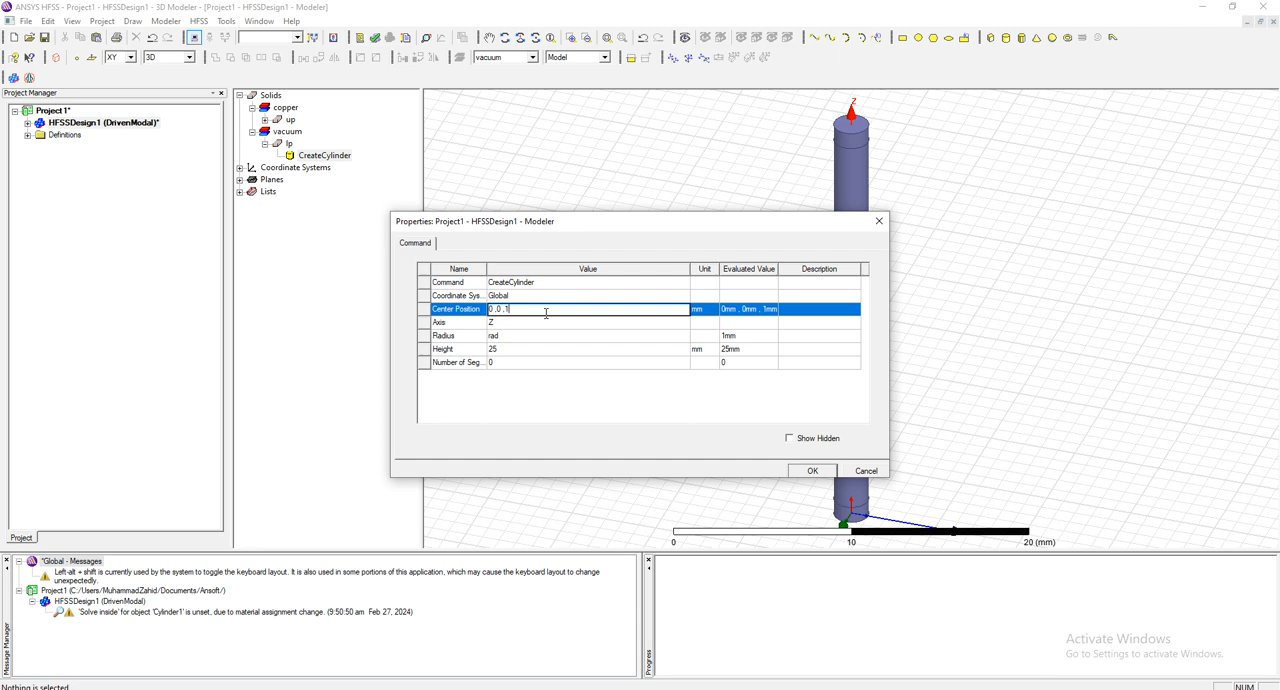 ANSYS HFSS - Project1 - HFSSDesign1 - 3D Modeler - [Project1 - HFSSDesign1 - Modeler]
File Edit View Project Draw Modeler HFSS Tools Window Help
XY 3D vacuum Model
Project Manager
Project1*
HFSSDesign1 (DrivenModal)*
Definitions
Project
Solids
copper
up
vacuum
lp
CreateCylinder
Coordinate Systems
Planes
Lists
Z
Properties: Project1 - HFSSDesign1 - Modeler
Command
Name Value Unit Evaluated Value Description
Command CreateCylinder
Coordinate Sys... Global
Center Position 0 ,0 ,1 mm 0mm , 0mm , 1mm
Axis Z
Radius rad 1mm
Height 25 mm 25mm
Number of Seg... 0 0
Show Hidden
OK Cancel
0 10 20 (mm)
*Global - Messages
Left-alt + shift is currently used by the system to toggle the keyboard layout. It is also used in some portions of this application, which may cause the keyboard layout to change
unexpectedly.
Project1 (C:/Users/MuhammadZahid/Documents/Ansoft/)
HFSSDesign1 (DrivenModal)
'Solve inside' for object 'Cylinder1' is unset, due to material assignment change. (9:50:50 am Feb 27, 2024)
Message Manager
Progress
Activate Windows
Go to Settings to activate Windows.
Nothing is selected
NUM